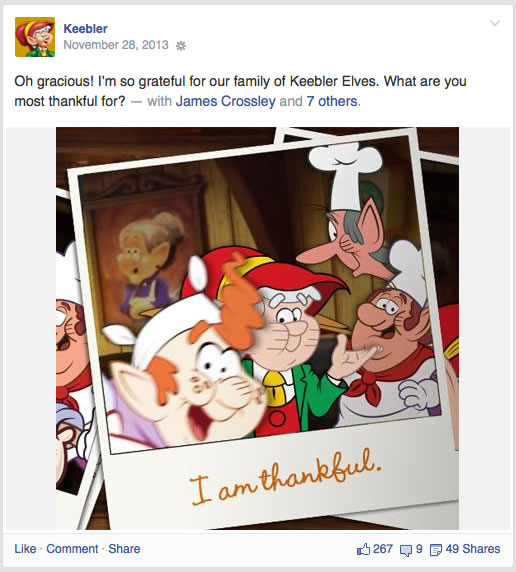 Keebler
November 28, 2013
Oh gracious! I'm so grateful for our family of Keebler Elves. What are you
most thankful for? — with James Crossley and 7 others.
I am thankful.
Like · Comment · Share 267 9 49 Shares